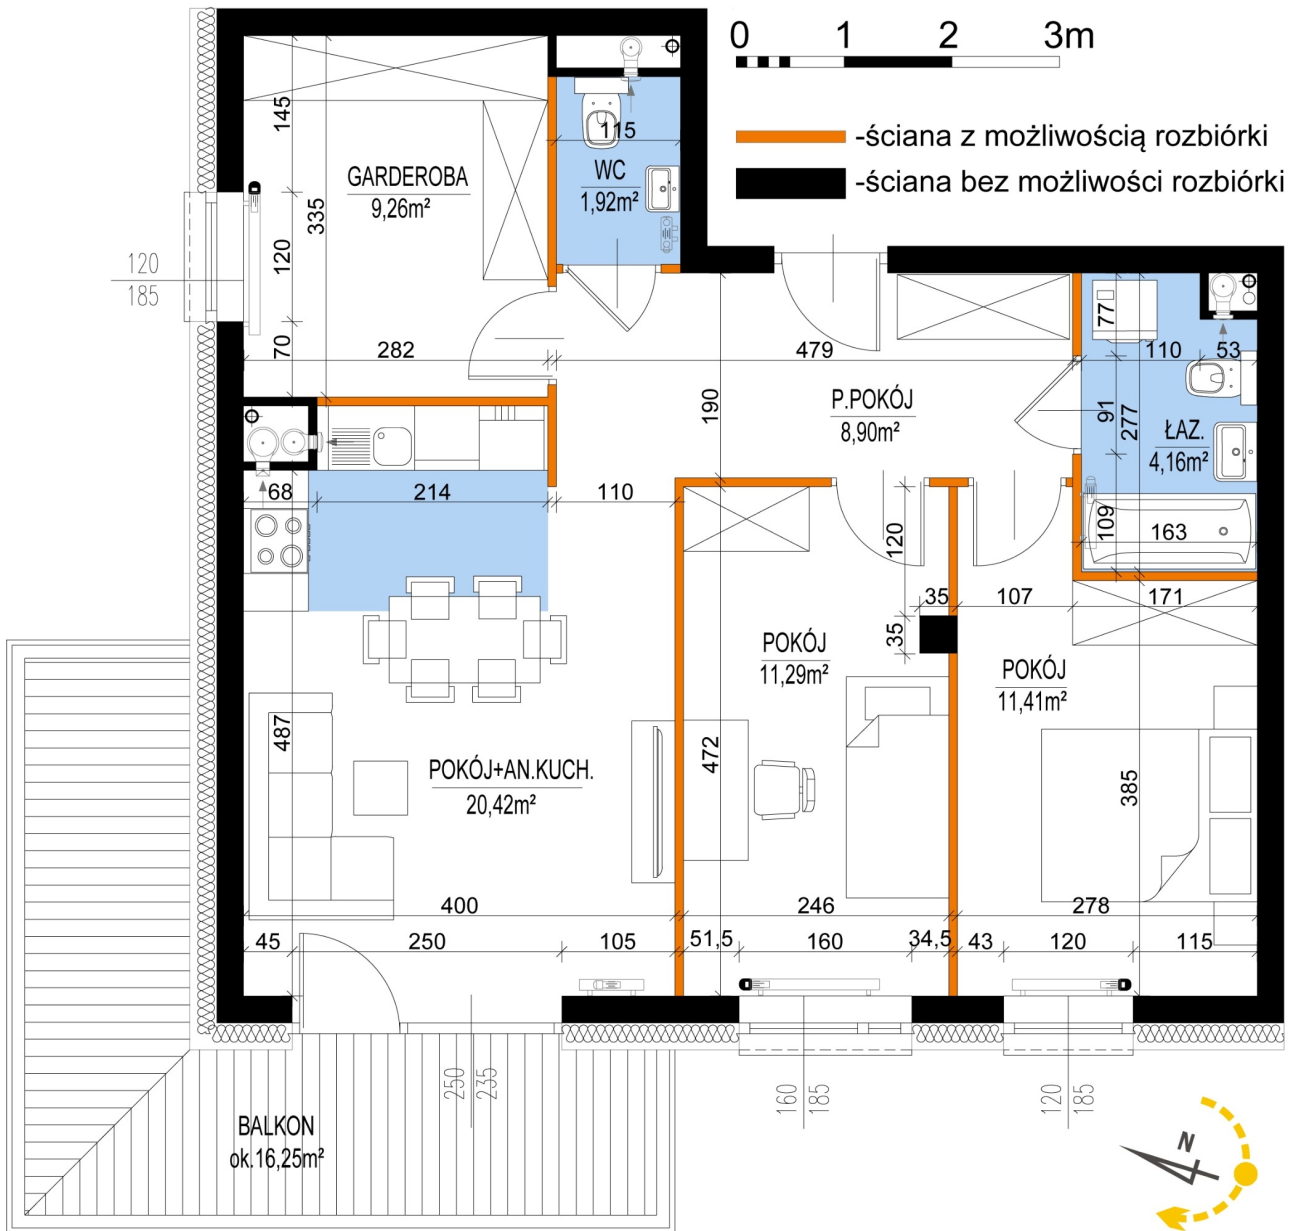 0 1 2 3m
-ściana z możliwością rozbiórki
-ściana bez możliwości rozbiórki
145
335
120
70
120
185
GARDEROBA
9,26m²
115
WC
1,92m²
282
479
190
P.POKÓJ
8,90m²
77
110
53
91
277
ŁAZ.
4,16m²
109
163
68
214
110
120
35
35
107
171
POKÓJ
11,29m²
POKÓJ
11,41m²
487
POKÓJ+AN.KUCH.
20,42m²
472
385
400
246
278
45
250
105
51,5
160
34,5
43
120
115
250
235
160
185
120
185
BALKON
ok.16,25m²
N